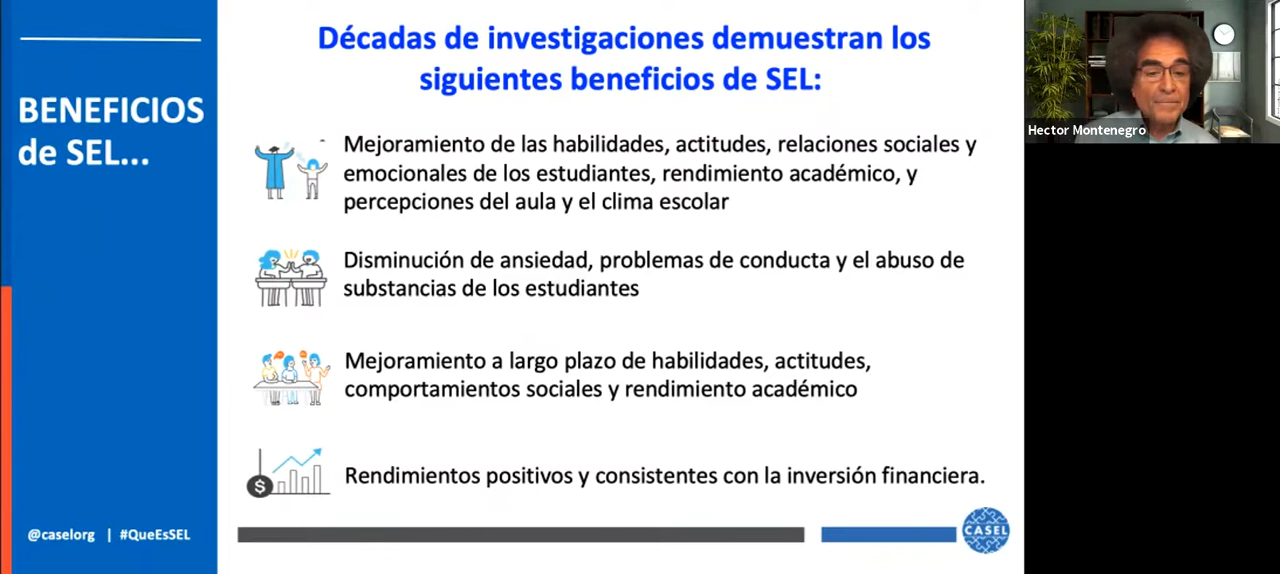 BENEFICIOS
de SEL...
@caselorg | #QueEsSEL
Décadas de investigaciones demuestran los
siguientes beneficios de SEL:
Mejoramiento de las habilidades, actitudes, relaciones sociales y
emocionales de los estudiantes, rendimiento académico, y
percepciones del aula y el clima escolar
Disminución de ansiedad, problemas de conducta y el abuso de
substancias de los estudiantes
Mejoramiento a largo plazo de habilidades, actitudes,
comportamientos sociales y rendimiento académico
$
Rendimientos positivos y consistentes con la inversión financiera.
CASEL
Hector Montenegro